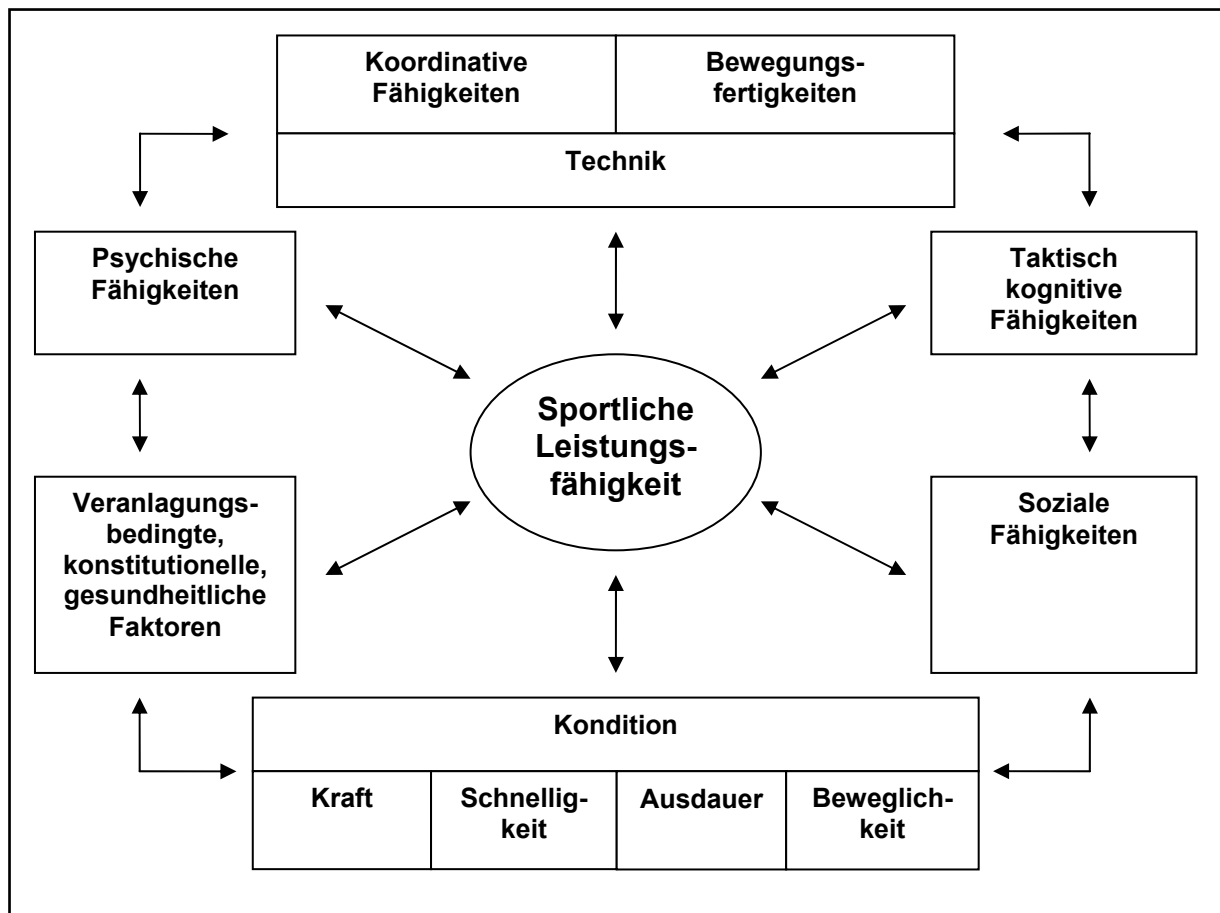 Koordinative
Fähigkeiten
Bewegungs-
fertigkeiten
Technik
Psychische
Fähigkeiten
Taktisch
kognitive
Fähigkeiten
Sportliche
Leistungs-
fähigkeit
Veranlagungs-
bedingte,
konstitutionelle,
gesundheitliche
Faktoren
Soziale
Fähigkeiten
Kondition
Kraft
Schnellig-
keit
Ausdauer
Beweglich-
keit